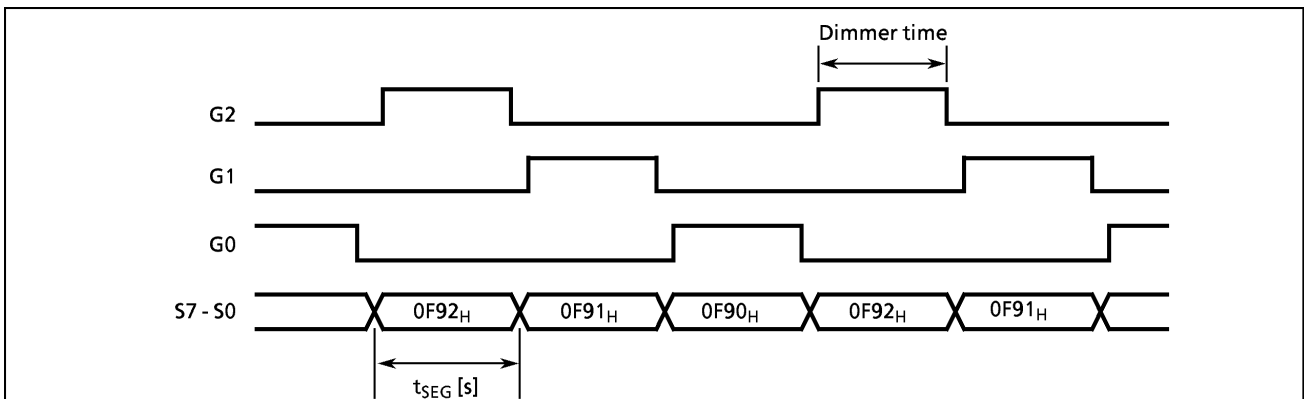 Dimmer time
G2
G1
G0
S7 - S0 0F92H 0F91H 0F90H 0F92H 0F91H
tSEG [s]